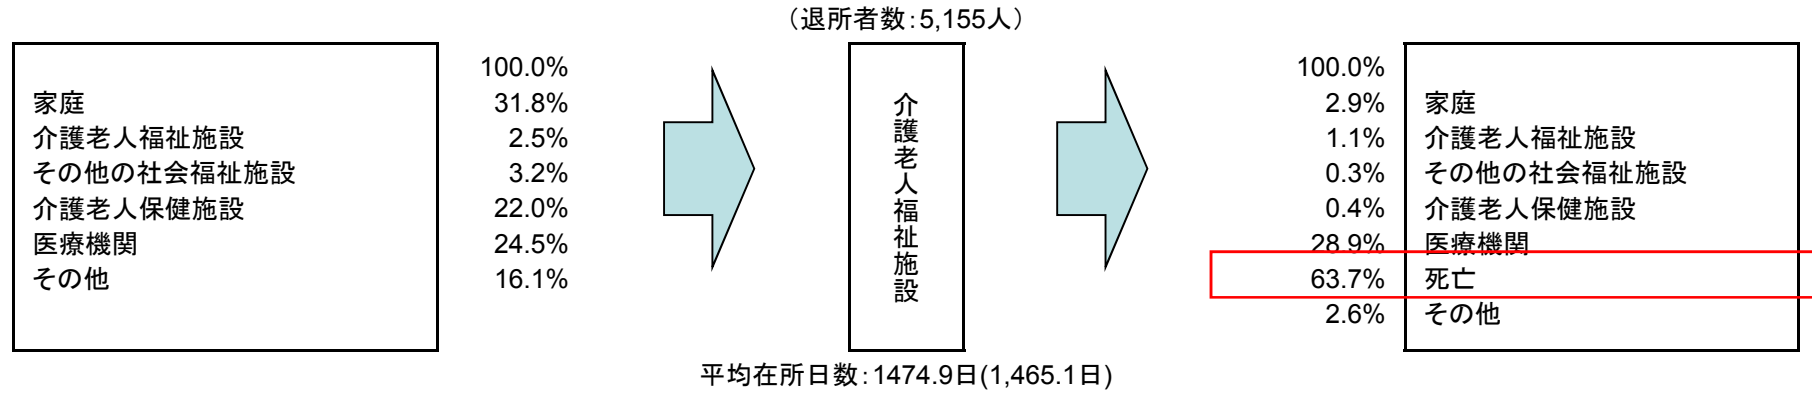 （退所者数：5,155人）
100.0%
家庭 31.8%
介護老人福祉施設 2.5%
その他の社会福祉施設 3.2%
介護老人保健施設 22.0%
医療機関 24.5%
その他 16.1%
介護老人福祉施設
100.0%
2.9% 家庭
1.1% 介護老人福祉施設
0.3% その他の社会福祉施設
0.4% 介護老人保健施設
28.9% 医療機関
63.7% 死亡
2.6% その他
平均在所日数：1474.9日(1,465.1日)